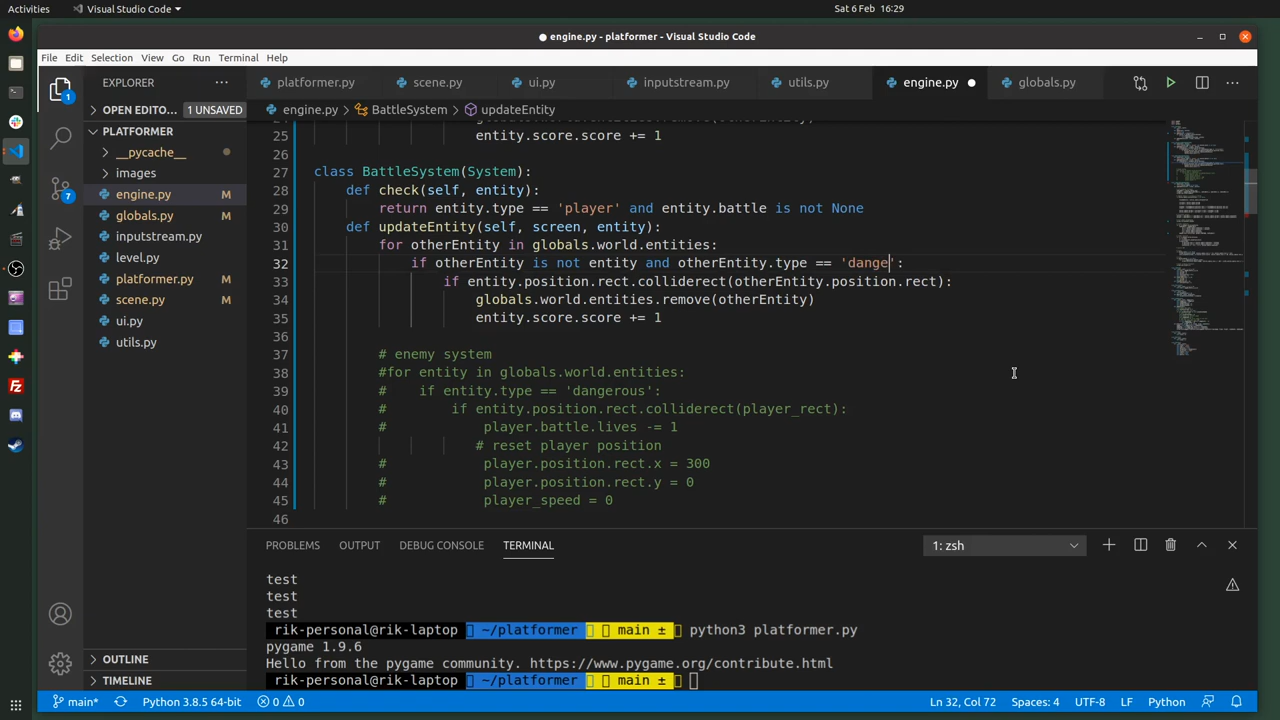 Activities
Visual Studio Code
Sat 6 Feb 16:29
engine.py - platformer - Visual Studio Code
File Edit Selection View Go Run Terminal Help
EXPLORER
platformer.py scene.py ui.py inputstream.py utils.py engine.py globals.py
OPEN EDITO... 1 UNSAVED
engine.py > BattleSystem > updateEntity
PLATFORMER
__pycache__
images
engine.py M
globals.py M
inputstream.py
level.py
platformer.py M
scene.py M
ui.py
utils.py
OUTLINE
TIMELINE
1
7
25 entity.score.score += 1
26
27 class BattleSystem(System):
28 def check(self, entity):
29 return entity.type == 'player' and entity.battle is not None
30 def updateEntity(self, screen, entity):
31 for otherEntity in globals.world.entities:
32 if otherEntity is not entity and otherEntity.type == 'dange':
33 if entity.position.rect.colliderect(otherEntity.position.rect):
34 globals.world.entities.remove(otherEntity)
35 entity.score.score += 1
36
37 # enemy system
38 #for entity in globals.world.entities:
39 # if entity.type == 'dangerous':
40 # if entity.position.rect.colliderect(player_rect):
41 # player.battle.lives -= 1
42 # reset player position
43 # player.position.rect.x = 300
44 # player.position.rect.y = 0
45 # player_speed = 0
46
PROBLEMS OUTPUT DEBUG CONSOLE TERMINAL
1: zsh
test
test
test
rik-personal@rik-laptop ~/platformer main ± python3 platformer.py
pygame 1.9.6
Hello from the pygame community. https://www.pygame.org/contribute.html
rik-personal@rik-laptop ~/platformer main ±
main* Python 3.8.5 64-bit 0 0 Ln 32, Col 72 Spaces: 4 UTF-8 LF Python